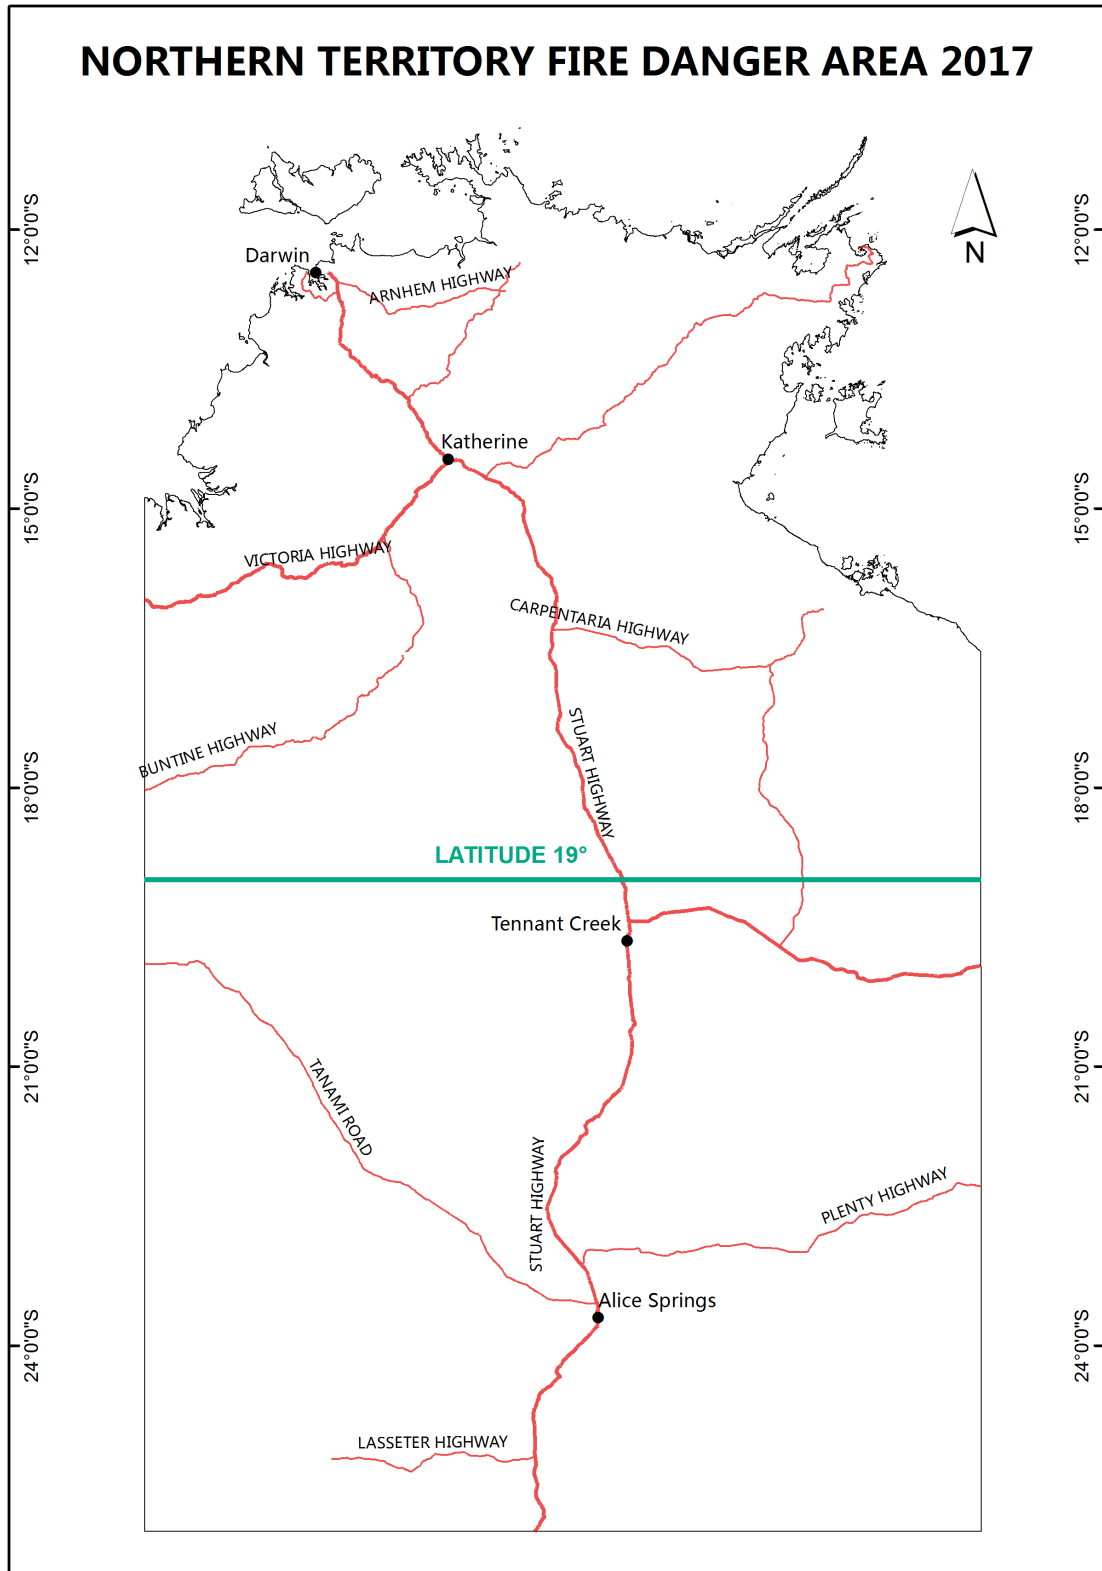 NORTHERN TERRITORY FIRE DANGER AREA 2017
12°0'0"S
12°0'0"S
N
Darwin
ARNHEM HIGHWAY
Katherine
15°0'0"S
15°0'0"S
VICTORIA HIGHWAY
CARPENTARIA HIGHWAY
BUNTINE HIGHWAY
STUART HIGHWAY
18°0'0"S
18°0'0"S
LATITUDE 19°
Tennant Creek
21°0'0"S
21°0'0"S
TANAMI ROAD
STUART HIGHWAY
PLENTY HIGHWAY
Alice Springs
24°0'0"S
24°0'0"S
LASSETER HIGHWAY